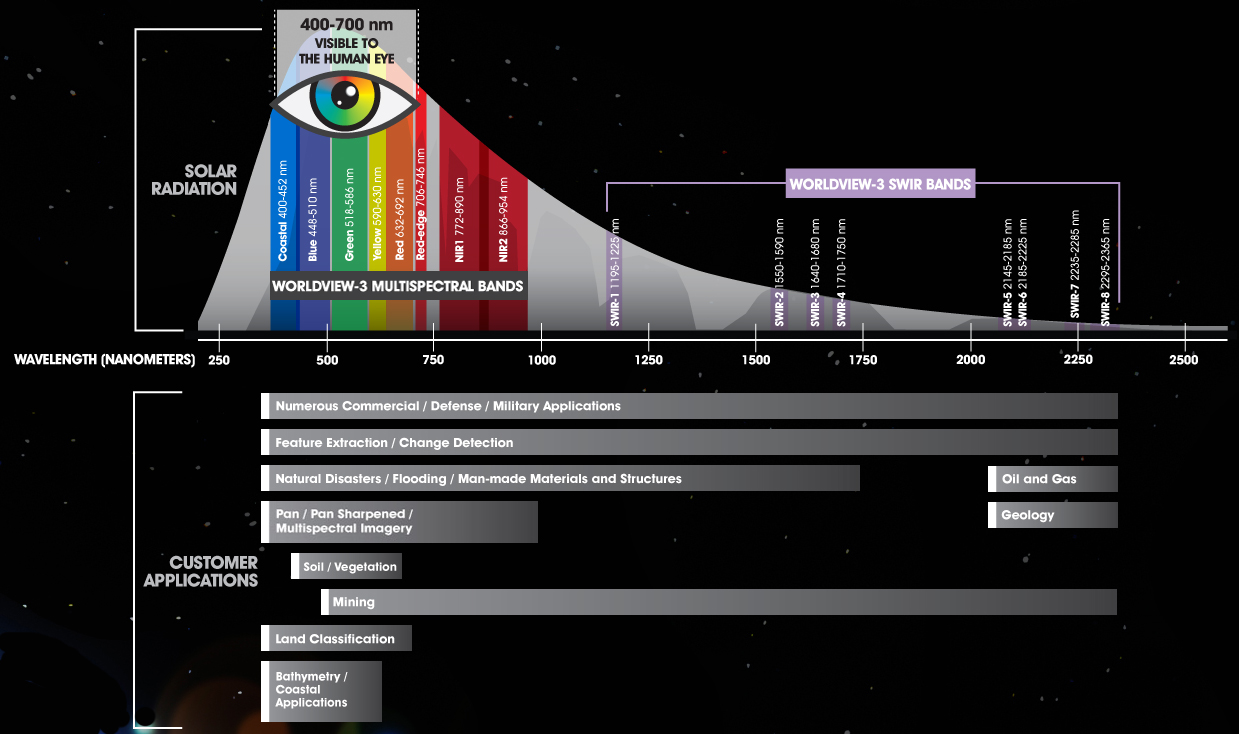 400-700 nm
VISIBLE TO
THE HUMAN EYE
SOLAR
RADIATION
Coastal 400-452 nm
Blue 448-510 nm
Green 518-586 nm
Yellow 590-630 nm
Red 632-692 nm
Red-edge 706-746 nm
NIR1 772-890 nm
NIR2 866-954 nm
WORLDVIEW-3 MULTISPECTRAL BANDS
WORLDVIEW-3 SWIR BANDS
SWIR-1 1195-1225 nm
SWIR-2 1550-1590 nm
SWIR-3 1640-1680 nm
SWIR-4 1710-1750 nm
SWIR-5 2145-2185 nm
SWIR-6 2185-2225 nm
SWIR-7 2235-2285 nm
SWIR-8 2295-2365 nm
WAVELENGTH (NANOMETERS) 250 500 750 1000 1250 1500 1750 2000 2250 2500
CUSTOMER
APPLICATIONS
Numerous Commercial / Defense / Military Applications
Feature Extraction / Change Detection
Natural Disasters / Flooding / Man-made Materials and Structures
Oil and Gas
Pan / Pan Sharpened /
Multispectral Imagery
Geology
Soil / Vegetation
Mining
Land Classification
Bathymetry /
Coastal
Applications